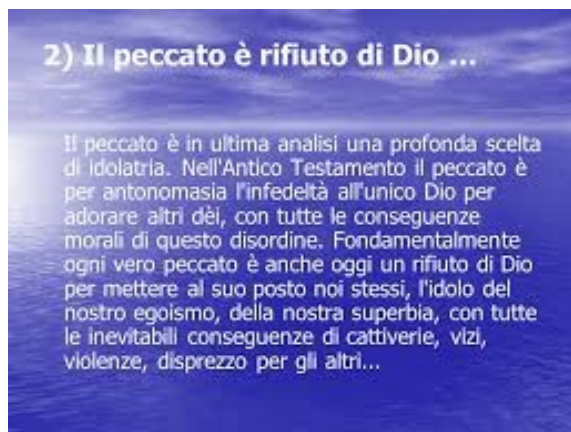 2) Il peccato è rifiuto di Dio ...
Il peccato è in ultima analisi una profonda scelta
di idolatria. Nell'Antico Testamento il peccato è
per antonomasia l'infedeltà all'unico Dio per
adorare altri dèi, con tutte le conseguenze
morali di questo disordine. Fondamentalmente
ogni vero peccato è anche oggi un rifiuto di Dio
per mettere al suo posto noi stessi, l'idolo del
nostro egoismo, della nostra superbia, con tutte
le inevitabili conseguenze di cattiverie, vizi,
violenze, disprezzo per gli altri...